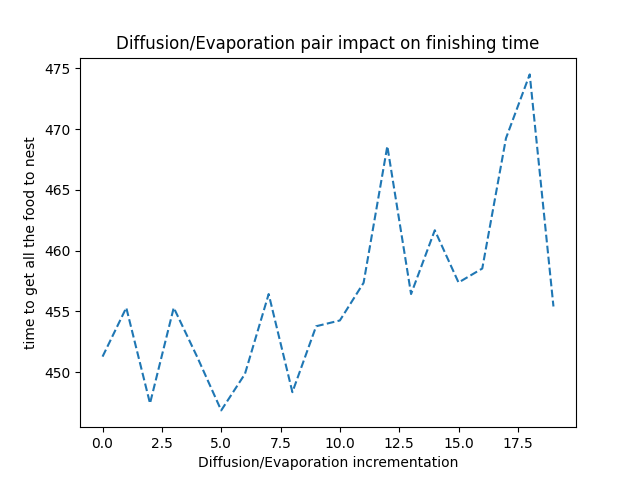 Diffusion/Evaporation pair impact on finishing time
475
470
465
460
455
450
time to get all the food to nest
0.0 2.5 5.0 7.5 10.0 12.5 15.0 17.5
Diffusion/Evaporation incrementation